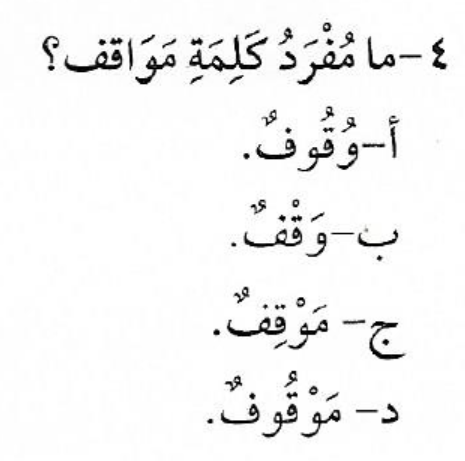 ٤-ما مُفْرَدُ كَلِمَةِ مَوَاقف؟
أ-وُقُوفٌ.
ب-وَقْفٌ.
ج- مَوْقِفٌ.
د- مَوْقُوفٌ.